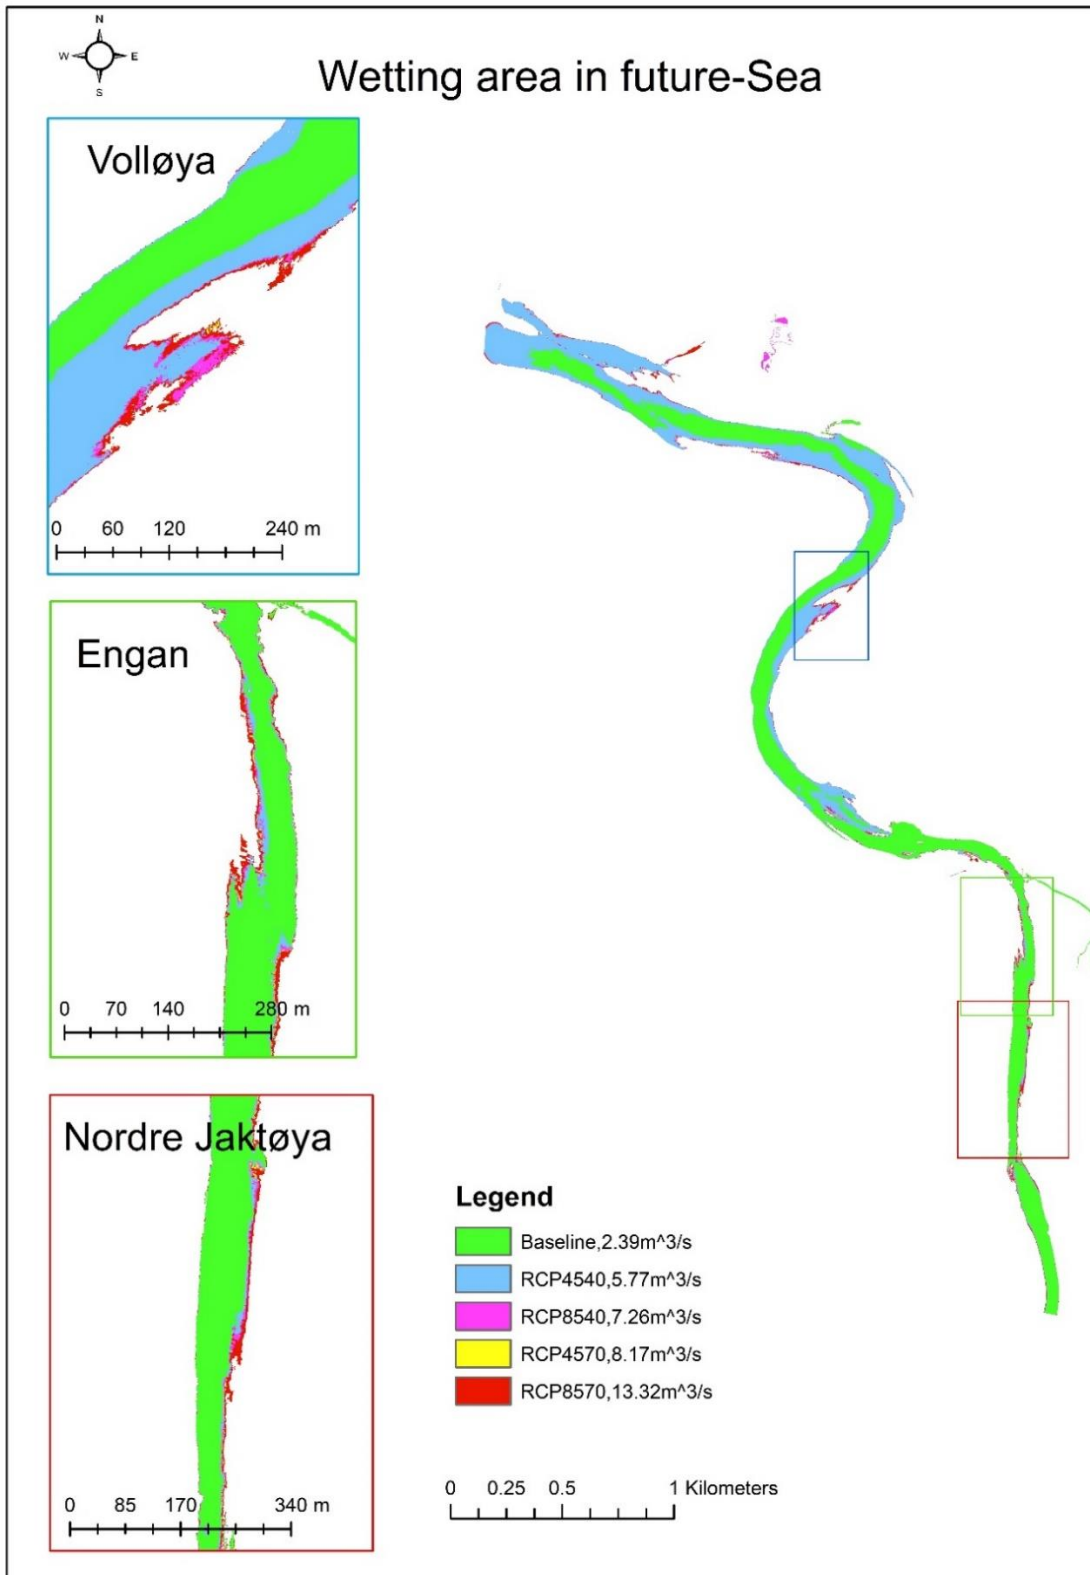 N
W E
S
Wetting area in future-Sea
Volløya
0 60 120 240 m
Engan
0 70 140 280 m
Nordre Jaktøya
0 85 170 340 m
Legend
Baseline,2.39m^3/s
RCP4540,5.77m^3/s
RCP8540,7.26m^3/s
RCP4570,8.17m^3/s
RCP8570,13.32m^3/s
0 0.25 0.5 1 Kilometers